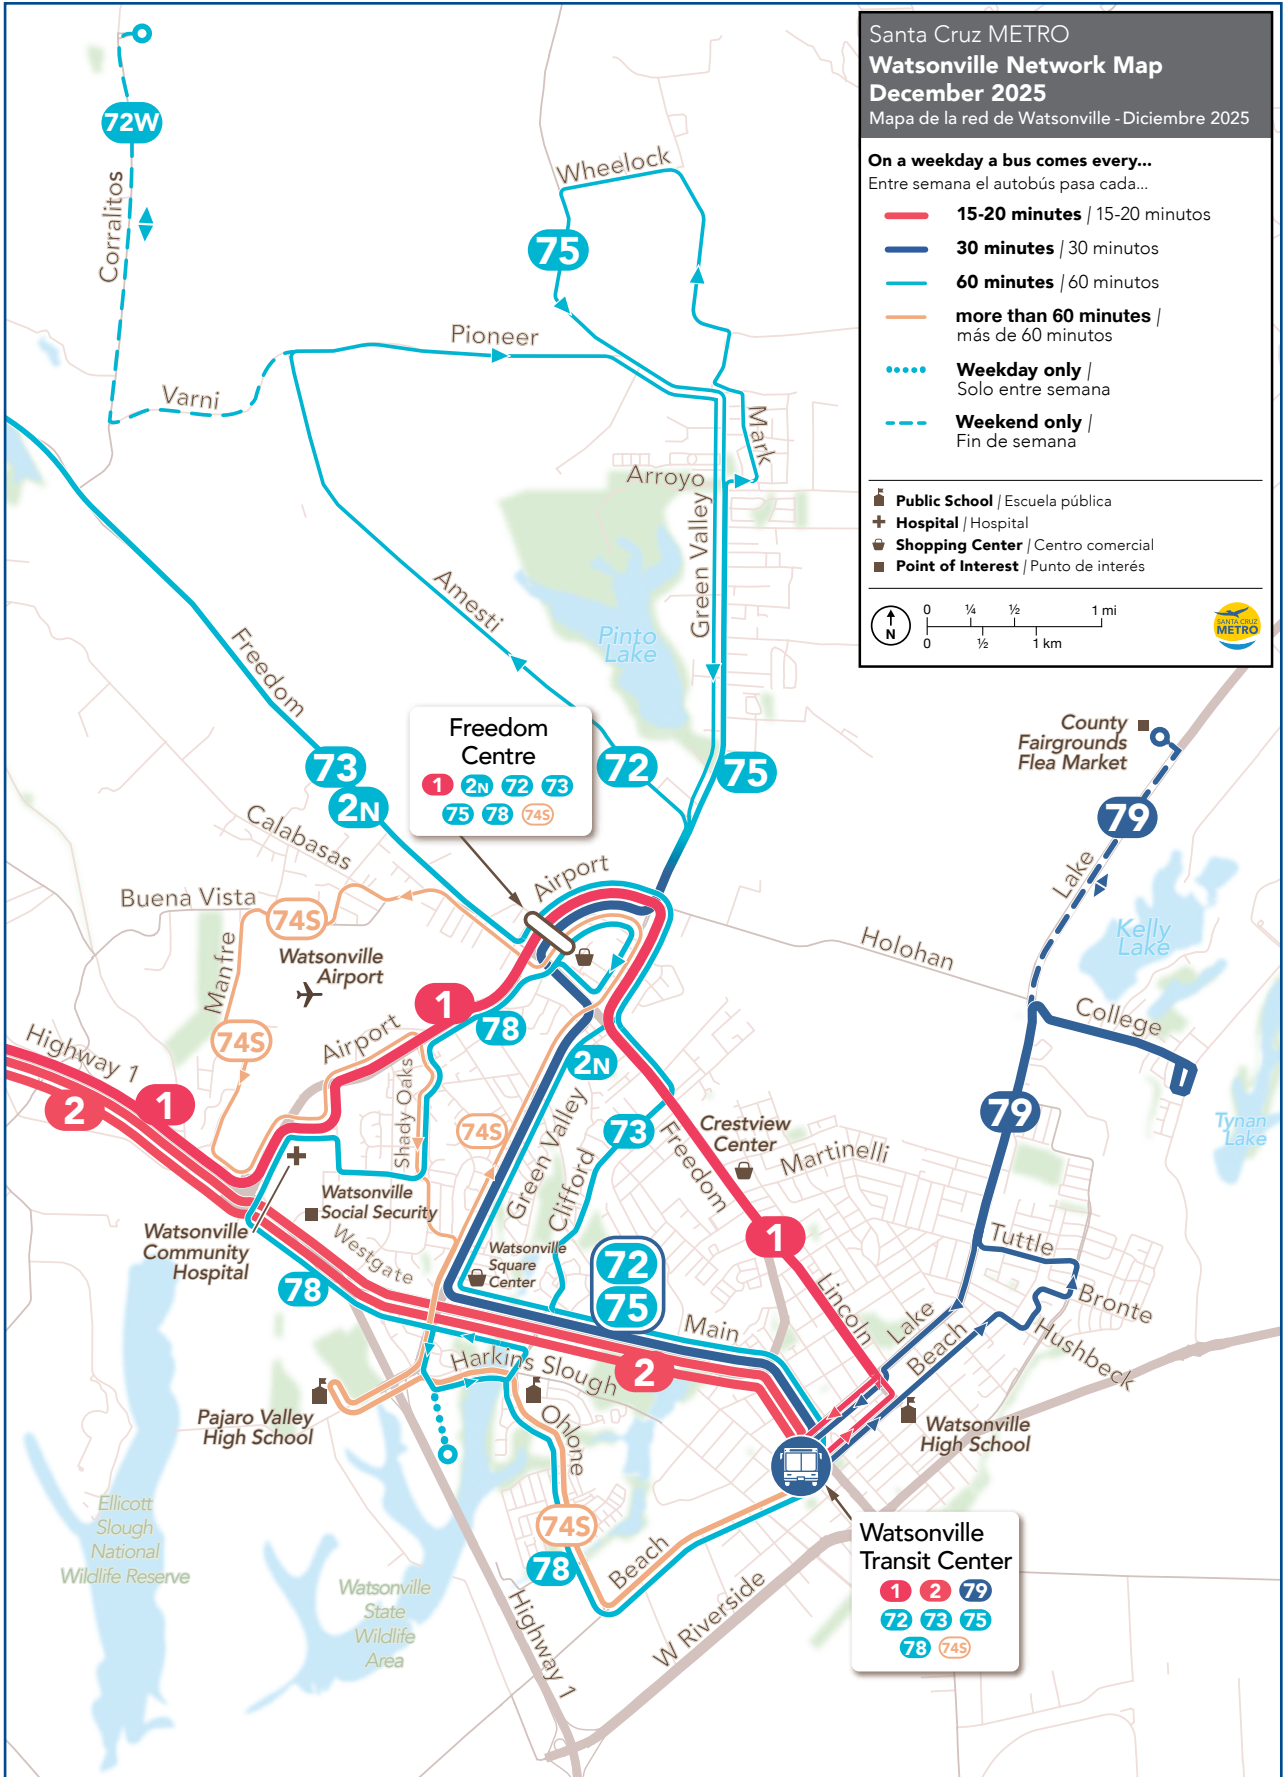 Santa Cruz METRO
Watsonville Network Map
December 2025
Mapa de la red de Watsonville - Diciembre 2025
On a weekday a bus comes every...
Entre semana el autobús pasa cada...
15-20 minutes / 15-20 minutos
30 minutes / 30 minutos
60 minutes / 60 minutos
more than 60 minutes /
más de 60 minutos
Weekday only /
Solo entre semana
Weekend only /
Fin de semana
Public School / Escuela pública
Hospital / Hospital
Shopping Center / Centro comercial
Point of Interest / Punto de interés
N
0 ¼ ½ 1 mi
0 ½ 1 km
SANTA CRUZ
METRO
72W
Corralitos
Wheelock
75
Pioneer
Varni
Mark
Arroyo
Green Valley
Amesti
Pinto
Lake
Freedom
73
2N
Freedom
Centre
1 2N 72 73
75 78 74S
72
75
County
Fairgrounds
Flea Market
79
Lake
Calabasas
Airport
Buena Vista
74S
Manfre
Watsonville
Airport
Holohan
Kelly
Lake
College
1
78
Airport
74S
Highway 1
2
1
2N
Shady Oaks
74S
Green Valley
Clifford
73
Freedom
Crestview
Center
Martinelli
79
Tynan
Lake
Watsonville
Social Security
Watsonville
Community
Hospital
Westgate
Watsonville
Square
Center
72
75
1
Tuttle
78
Main
Lincoln
Lake
Beach
Bronte
Hushbeck
Harkins Slough
2
Pajaro Valley
High School
Ohlone
Watsonville
High School
Ellicott
Slough
National
Wildlife Reserve
74S
78
Beach
Watsonville
State
Wildlife
Area
Highway 1
W Riverside
Watsonville
Transit Center
1 2 79
72 73 75
78 74S